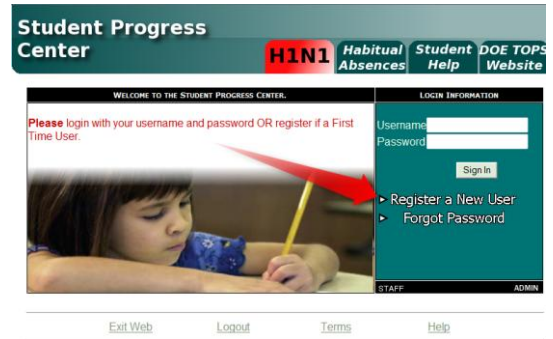 Student Progress
Center
H1N1
Habitual
Absences
Student
Help
DOE TOPS
Website
WELCOME TO THE STUDENT PROGRESS CENTER.
Please login with your username and password OR register if a First
Time User.
LOGIN INFORMATION
Username
Password
Sign In
Register a New User
Forgot Password
STAFF
ADMIN
Exit Web
Logout
Terms
Help